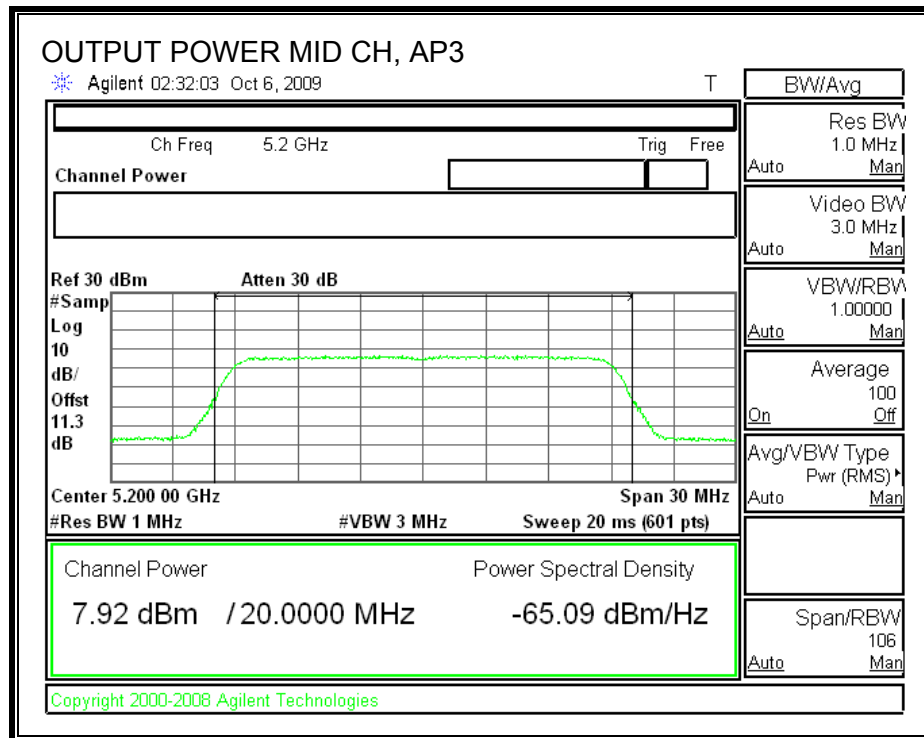 OUTPUT POWER MID CH, AP3
Agilent 02:32:03 Oct 6, 2009 T
Ch Freq 5.2 GHz Trig Free
Channel Power
Ref 30 dBm Atten 30 dB
#Samp
Log
10
dB/
Offst
11.3
dB
Center 5.200 00 GHz Span 30 MHz
#Res BW 1 MHz #VBW 3 MHz Sweep 20 ms (601 pts)
Channel Power Power Spectral Density
7.92 dBm / 20.0000 MHz -65.09 dBm/Hz
Copyright 2000-2008 Agilent Technologies
BW/Avg
Res BW
1.0 MHz
Auto Man
Video BW
3.0 MHz
Auto Man
VBW/RBW
1.00000
Auto Man
Average
100
On Off
Avg/VBW Type
Pwr (RMS)
Auto Man
Span/RBW
106
Auto Man